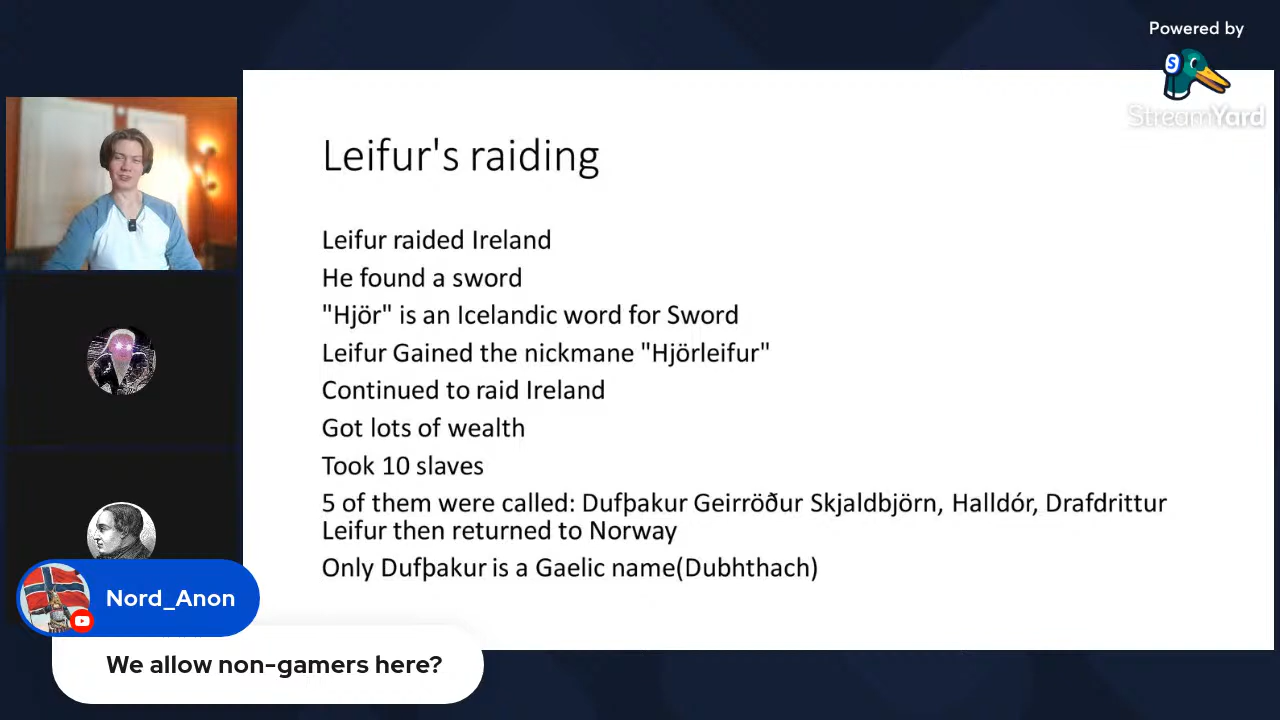 Powered by
StreamYard
Leifur's raiding
Leifur raided Ireland
He found a sword
"Hjör" is an Icelandic word for Sword
Leifur Gained the nickmane "Hjörleifur"
Continued to raid Ireland
Got lots of wealth
Took 10 slaves
5 of them were called: Dufþakur Geirröður Skjaldbjörn, Halldór, Drafdrittur
Leifur then returned to Norway
Only Dufþakur is a Gaelic name(Dubhthach)
Nord_Anon
We allow non-gamers here?